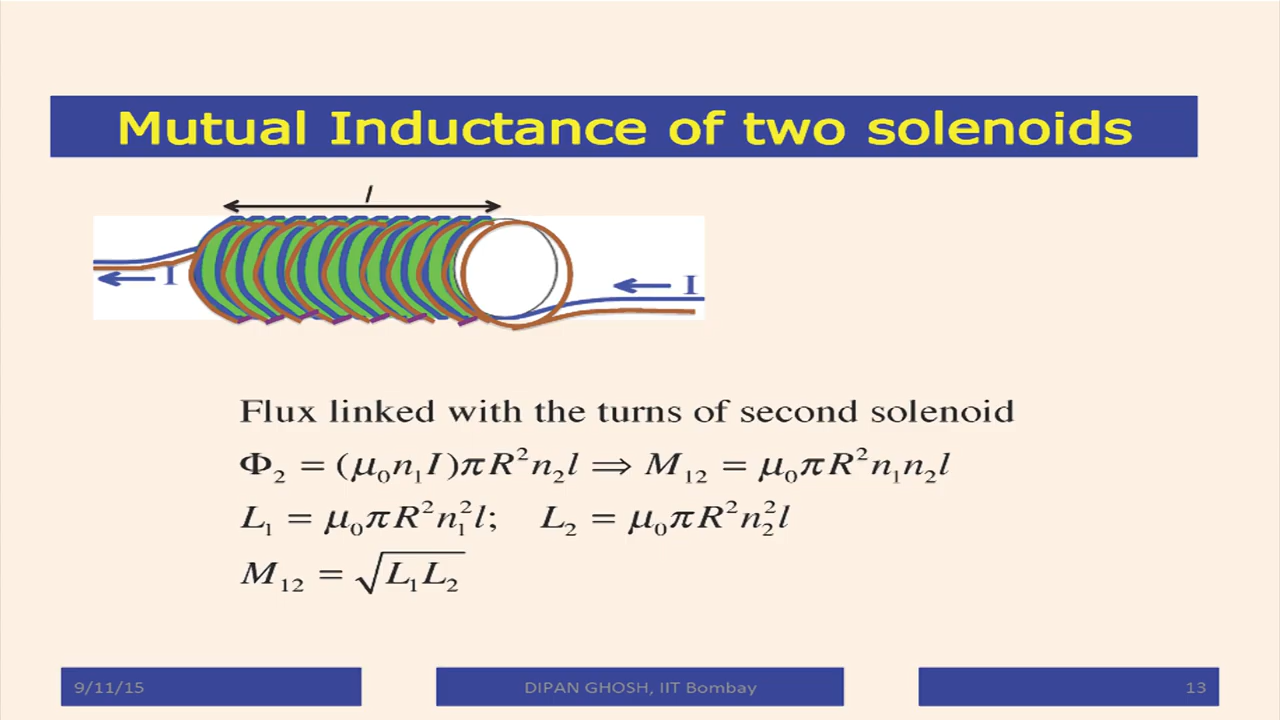 Mutual Inductance of two solenoids
l
I
I
Flux linked with the turns of second solenoid
Φ₂ = (μ₀n₁I)πR²n₂l ⟹ M₁₂ = μ₀πR²n₁n₂l
L₁ = μ₀πR²n₁²l; L₂ = μ₀πR²n₂²l
M₁₂ = √L₁L₂
9/11/15 DIPAN GHOSH, IIT Bombay 13